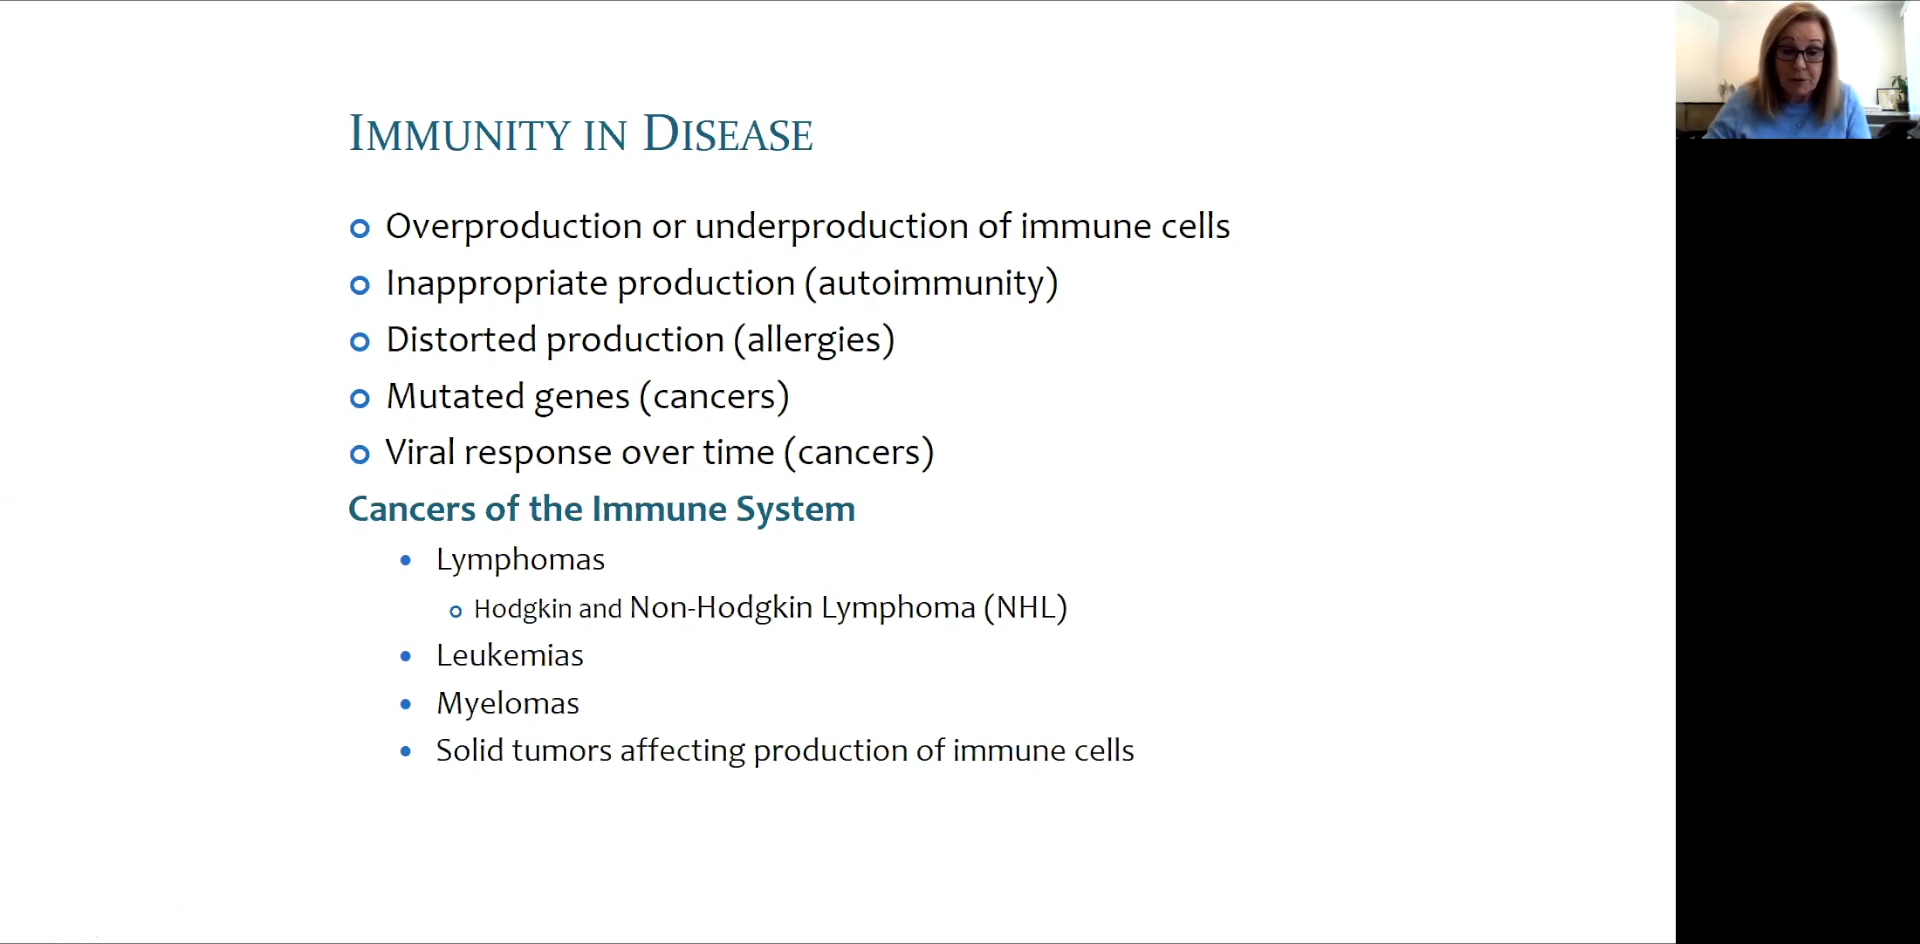 IMMUNITY IN DISEASE
Overproduction or underproduction of immune cells
Inappropriate production (autoimmunity)
Distorted production (allergies)
Mutated genes (cancers)
Viral response over time (cancers)
Cancers of the Immune System
Lymphomas
Hodgkin and Non-Hodgkin Lymphoma (NHL)
Leukemias
Myelomas
Solid tumors affecting production of immune cells